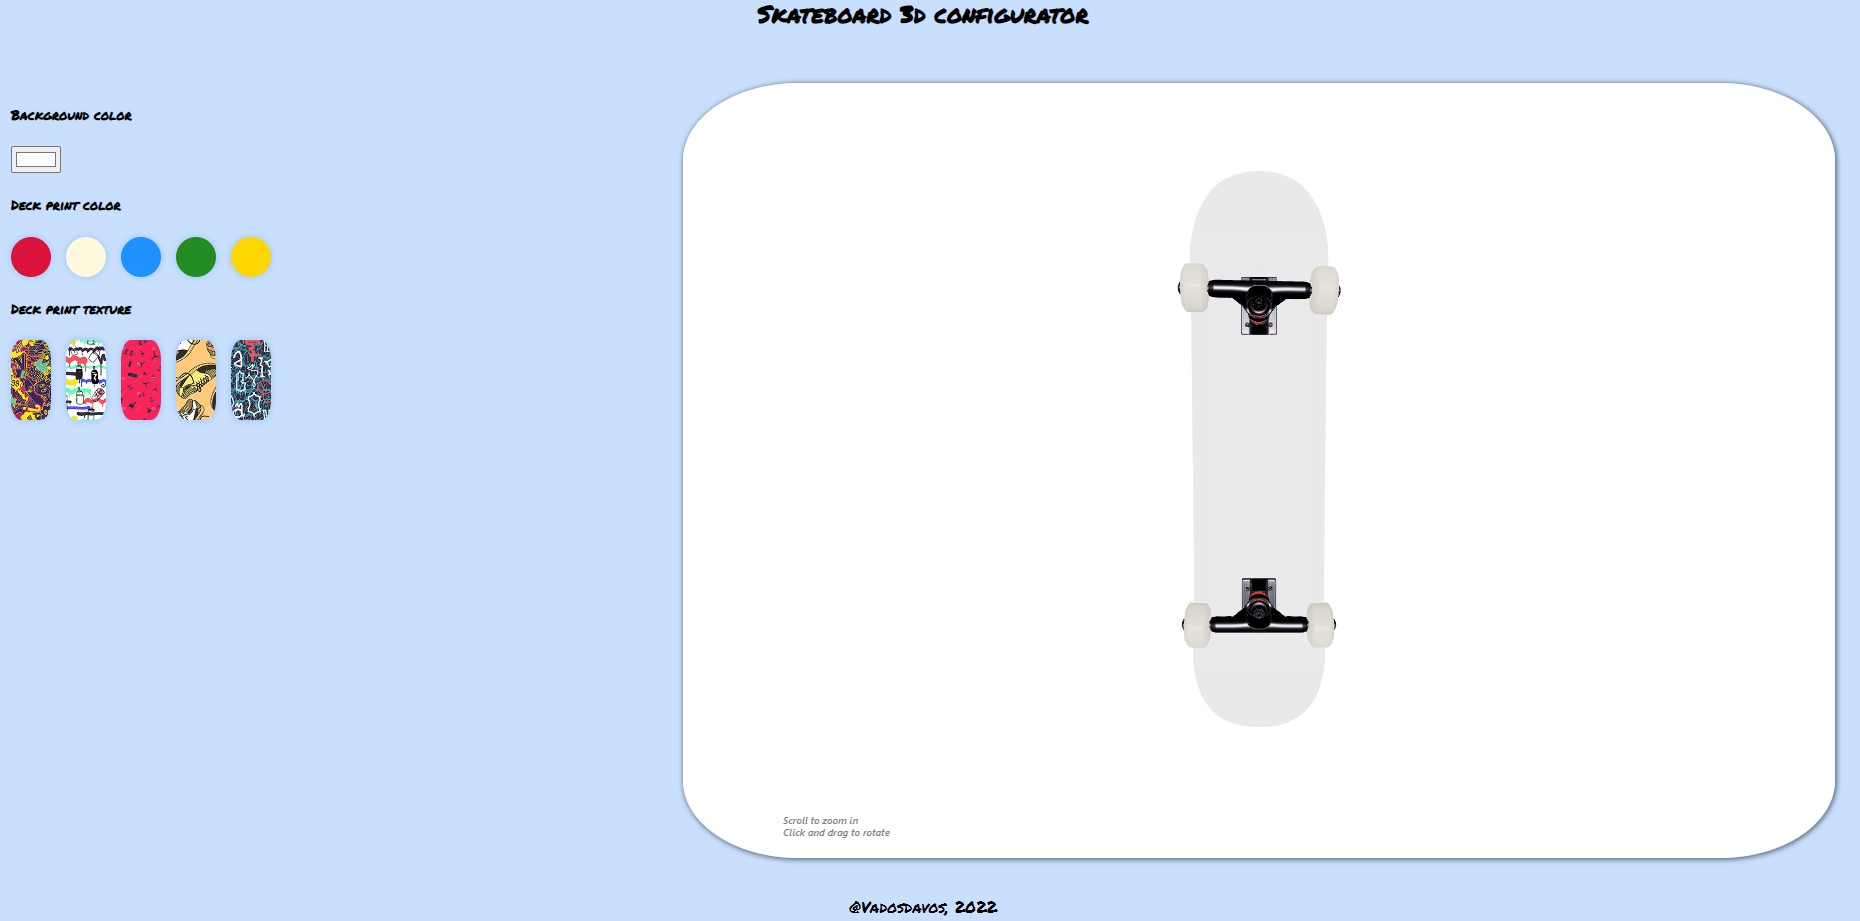 Skateboard 3d configurator
Background color
Deck print color
Deck print texture
Scroll to zoom in
Click and drag to rotate
@Vadosdavos, 2022